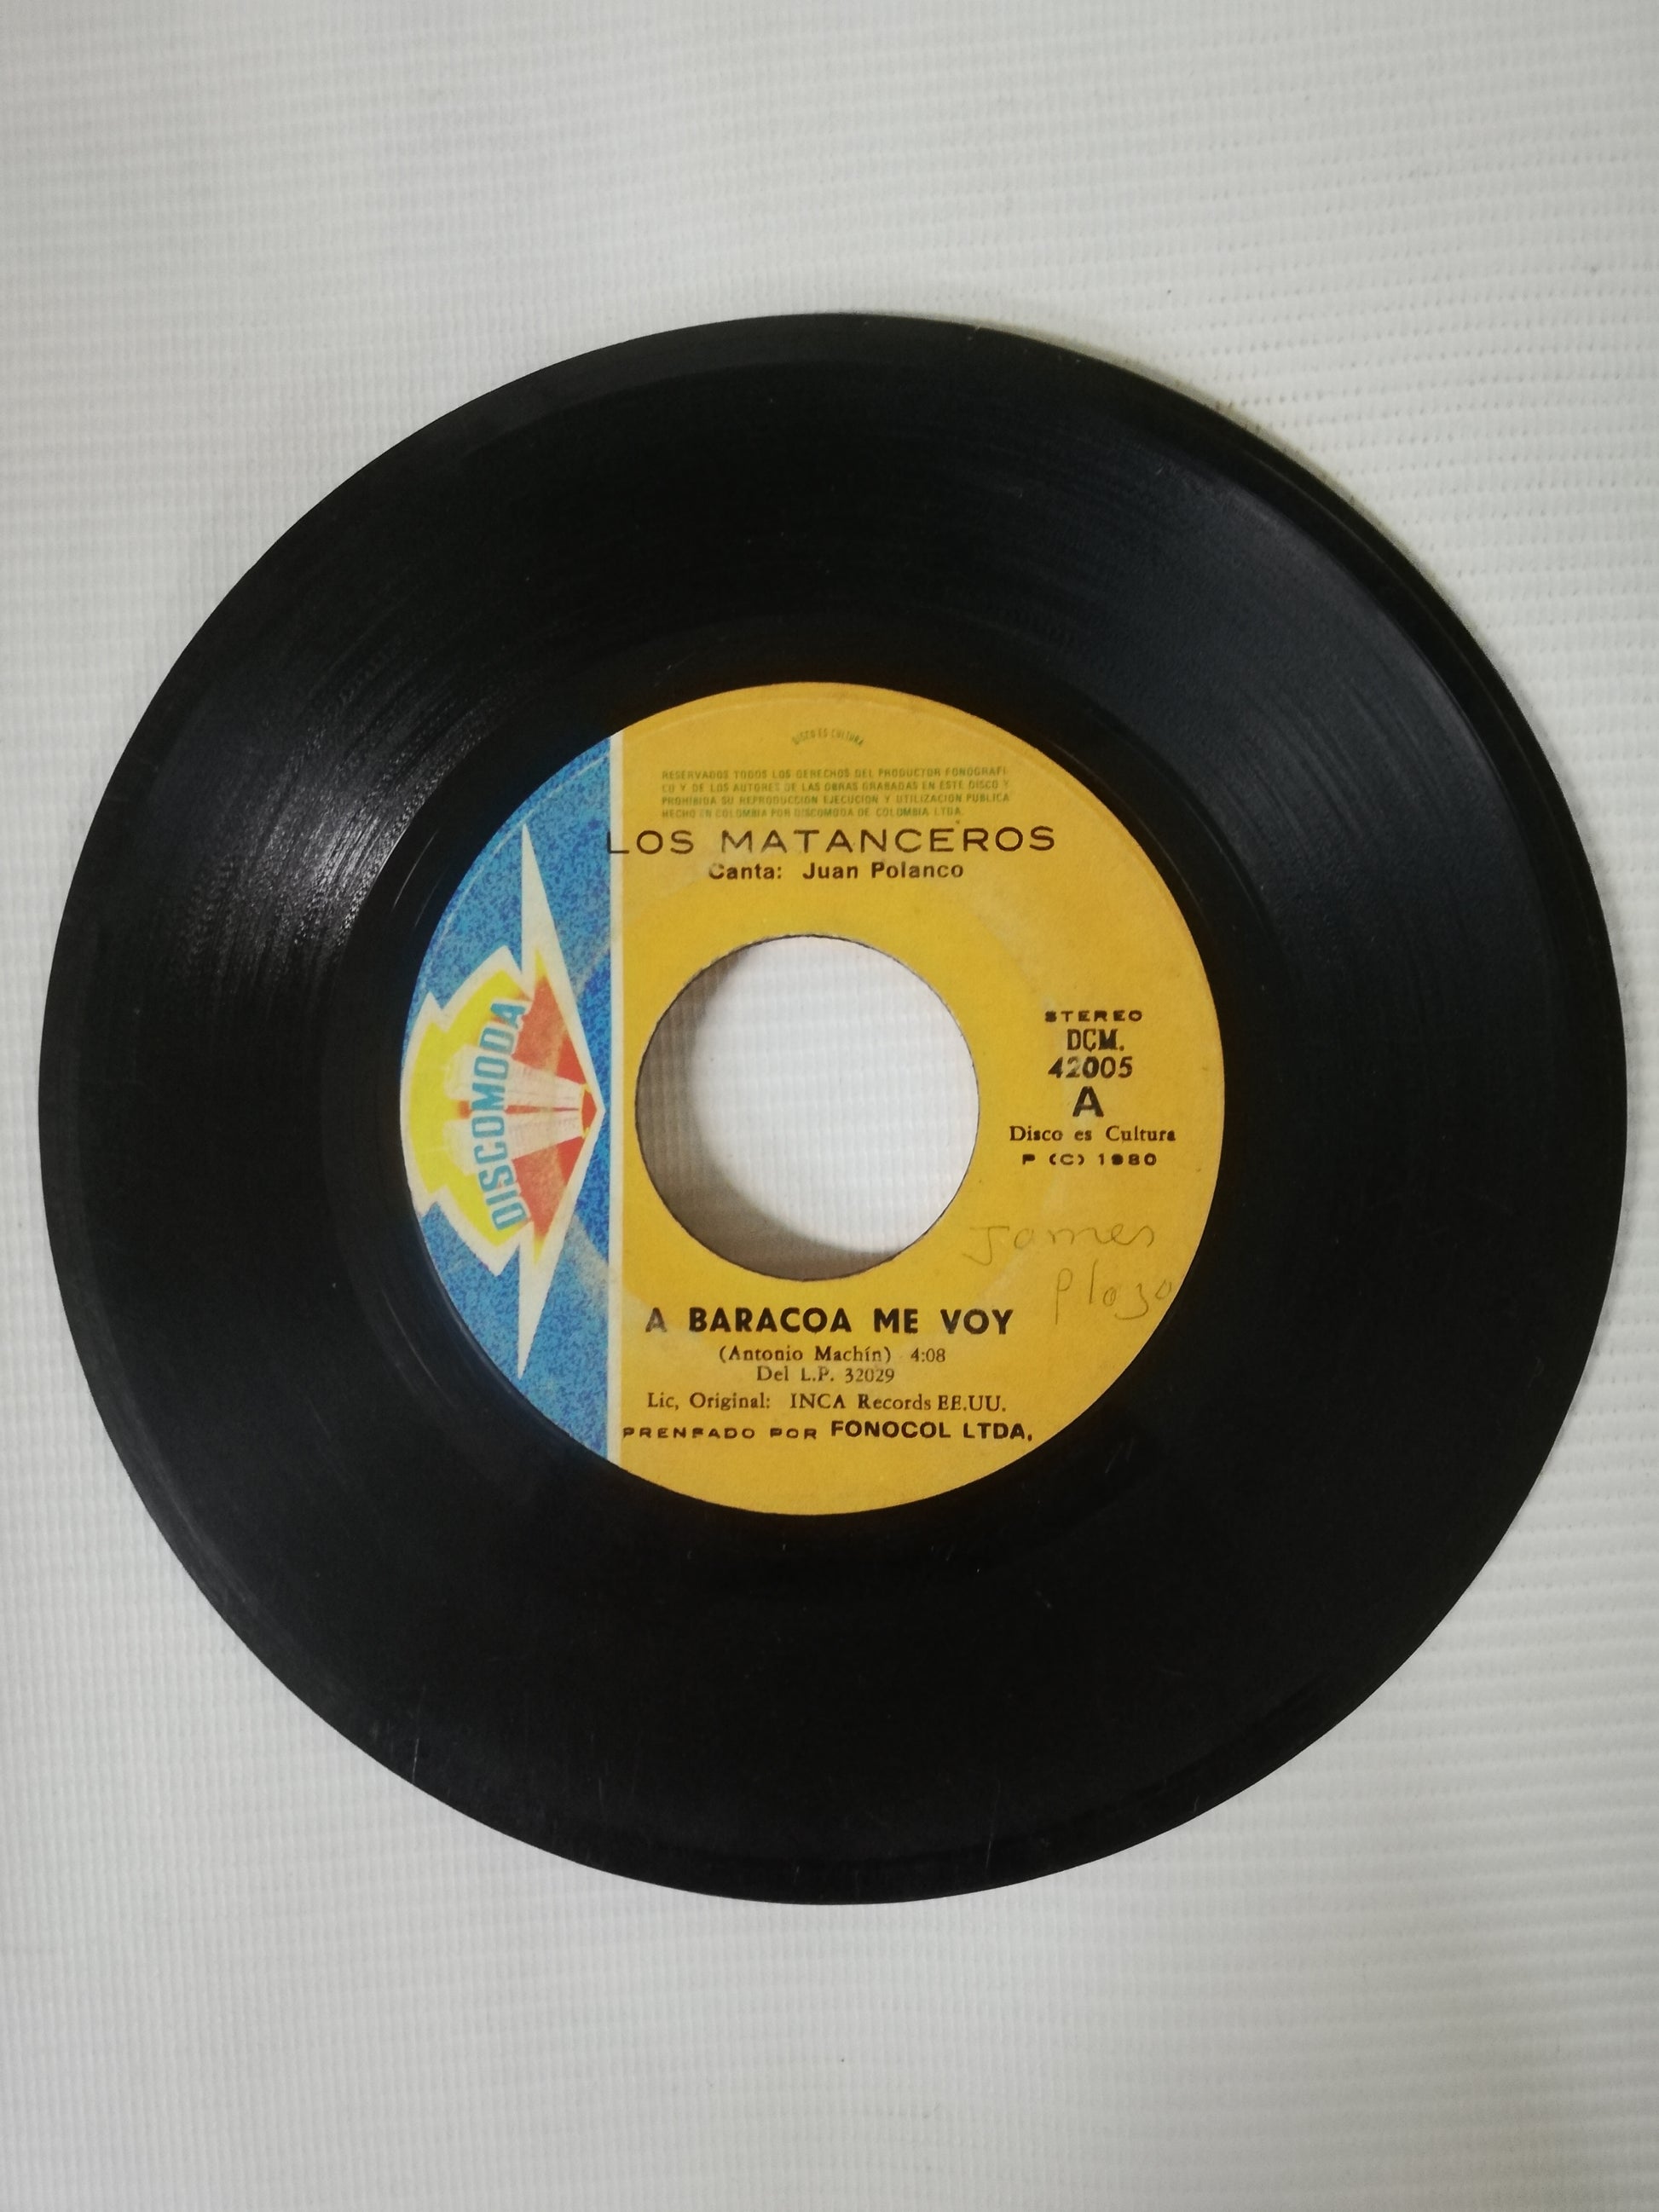 DISCO ES CULTURA
RESERVADOS TODOS LOS DERECHOS DEL PRODUCTOR FONOGRAFI-
CO Y DE LOS AUTORES DE LAS OBRAS GRABADAS EN ESTE DISCO Y
PROHIBIDA SU REPRODUCCION EJECUCION Y UTILIZACION PUBLICA
HECHO EN COLOMBIA POR DISCOMODA DE COLOMBIA LTDA.
LOS MATANCEROS
Canta: Juan Polanco
DISCOMODA
STEREO
DCM.
42005
A
Disco es Cultura
P (C) 1980
James
Plazo
A BARACOA ME VOY
(Antonio Machín) 4:08
Del L.P. 32029
Lic, Original: INCA Records EE.UU.
PRENFADO POR FONOCOL LTDA,